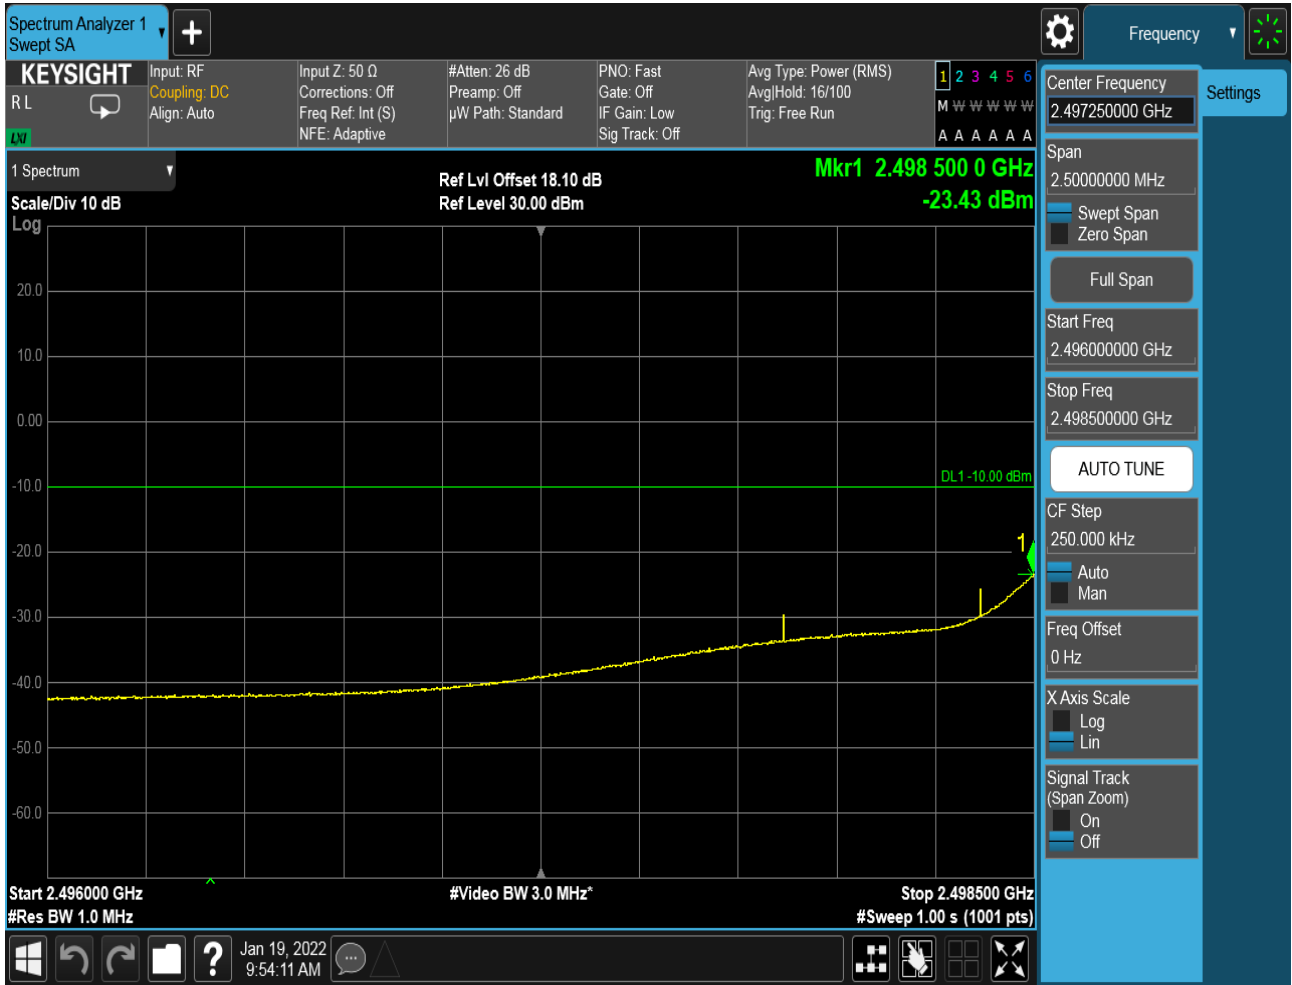 Spectrum Analyzer 1
Swept SA
+
Frequency
KEYSIGHT
R L
LXI
Input: RF
Coupling: DC
Align: Auto
Input Z: 50 Ω
Corrections: Off
Freq Ref: Int (S)
NFE: Adaptive
#Atten: 26 dB
Preamp: Off
µW Path: Standard
PNO: Fast
Gate: Off
IF Gain: Low
Sig Track: Off
Avg Type: Power (RMS)
Avg|Hold: 16/100
Trig: Free Run
1 2 3 4 5 6
M W W W W W
A A A A A A
1 Spectrum
Scale/Div 10 dB
Log
Ref Lvl Offset 18.10 dB
Ref Level 30.00 dBm
Mkr1 2.498 500 0 GHz
-23.43 dBm
20.0
10.0
0.00
-10.0
-20.0
-30.0
-40.0
-50.0
-60.0
DL1 -10.00 dBm
1
Start 2.496000 GHz
#Res BW 1.0 MHz
#Video BW 3.0 MHz*
Stop 2.498500 GHz
#Sweep 1.00 s (1001 pts)
Center Frequency
2.497250000 GHz
Span
2.50000000 MHz
Swept Span
Zero Span
Full Span
Start Freq
2.496000000 GHz
Stop Freq
2.498500000 GHz
AUTO TUNE
CF Step
250.000 kHz
Auto
Man
Freq Offset
0 Hz
X Axis Scale
Log
Lin
Signal Track
(Span Zoom)
On
Off
Settings
?
Jan 19, 2022
9:54:11 AM